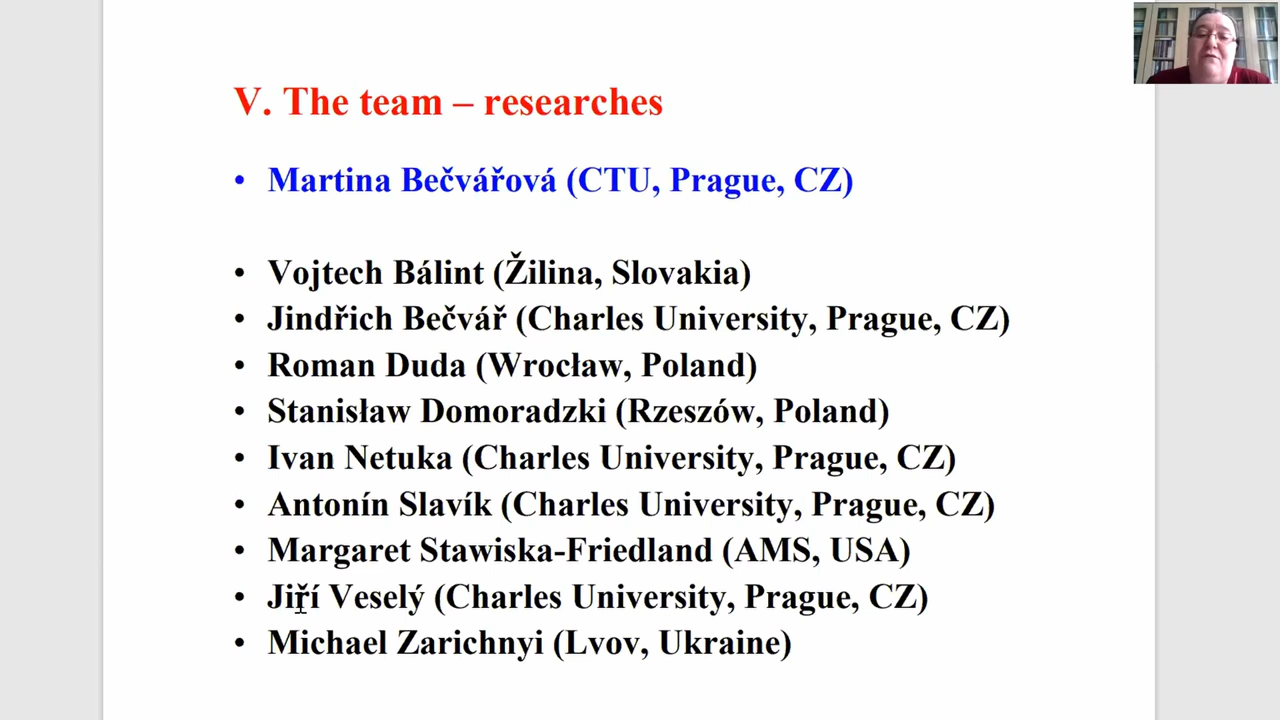 V. The team – researches
• Martina Bečvářová (CTU, Prague, CZ)
• Vojtech Bálint (Žilina, Slovakia)
• Jindřich Bečvář (Charles University, Prague, CZ)
• Roman Duda (Wrocław, Poland)
• Stanisław Domoradzki (Rzeszów, Poland)
• Ivan Netuka (Charles University, Prague, CZ)
• Antonín Slavík (Charles University, Prague, CZ)
• Margaret Stawiska-Friedland (AMS, USA)
• Jiří Veselý (Charles University, Prague, CZ)
• Michael Zarichnyi (Lvov, Ukraine)